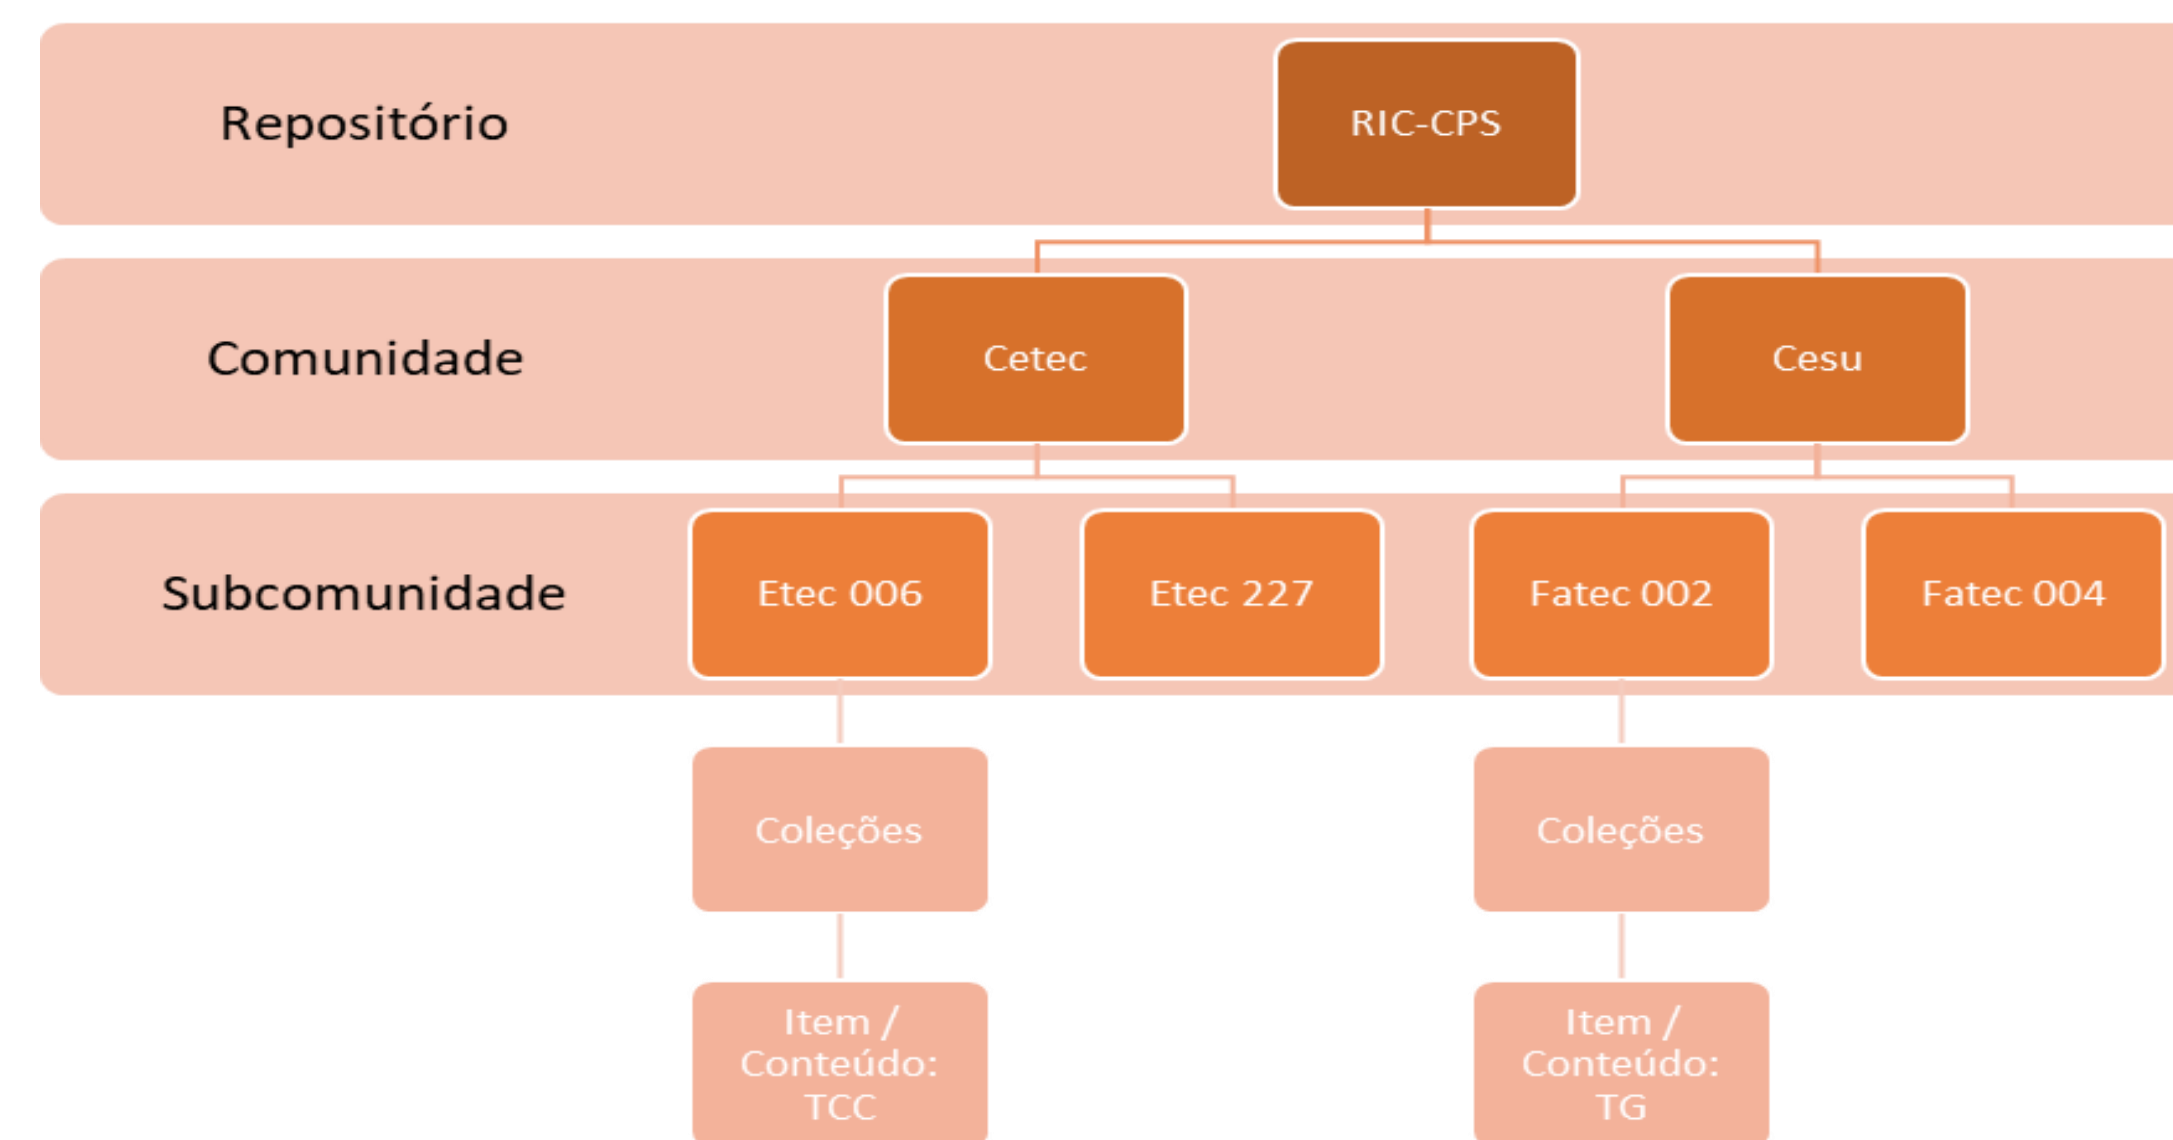 Repositório
RIC-CPS
Comunidade
Cetec
Cesu
Subcomunidade
Etec 006
Etec 227
Fatec 002
Fatec 004
Coleções
Coleções
Item /
Conteúdo:
TCC
Item /
Conteúdo:
TG